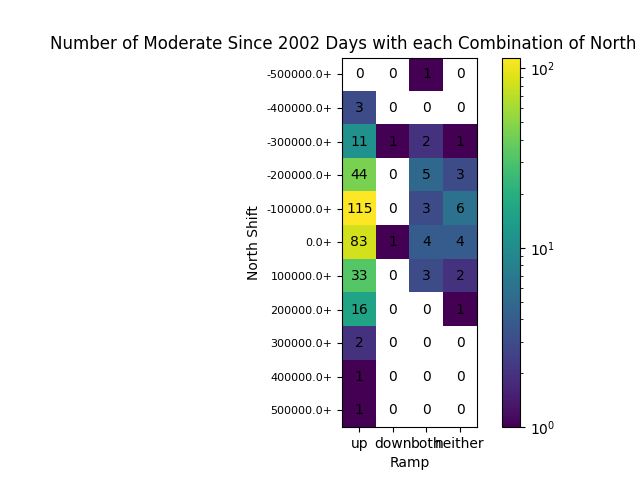 Number of Moderate Since 2002 Days with each Combination of North
-500000.0+ 0 0 1 0
-400000.0+ 3 0 0 0
-300000.0+ 11 1 2 1
-200000.0+ 44 0 5 3
-100000.0+ 115 0 3 6
0.0+ 83 1 4 4
100000.0+ 33 0 3 2
200000.0+ 16 0 0 1
300000.0+ 2 0 0 0
400000.0+ 1 0 0 0
500000.0+ 1 0 0 0
up down both neither
Ramp
North Shift
10²
10¹
10⁰